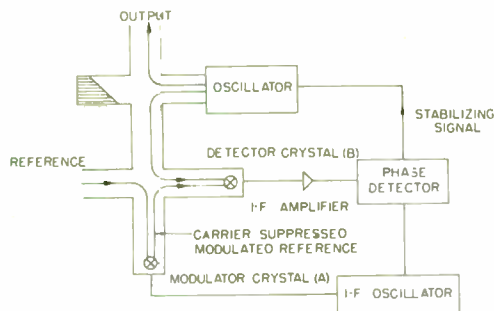 OUTPUT
OSCILLATOR
STABILIZING
SIGNAL
REFERENCE
DETECTOR CRYSTAL (B)
PHASE
DETECTOR
I-F AMPLIFIER
CARRIER SUPPRESSED
MODULATED REFERENCE
MODULATOR CRYSTAL (A)
I-F OSCILLATOR